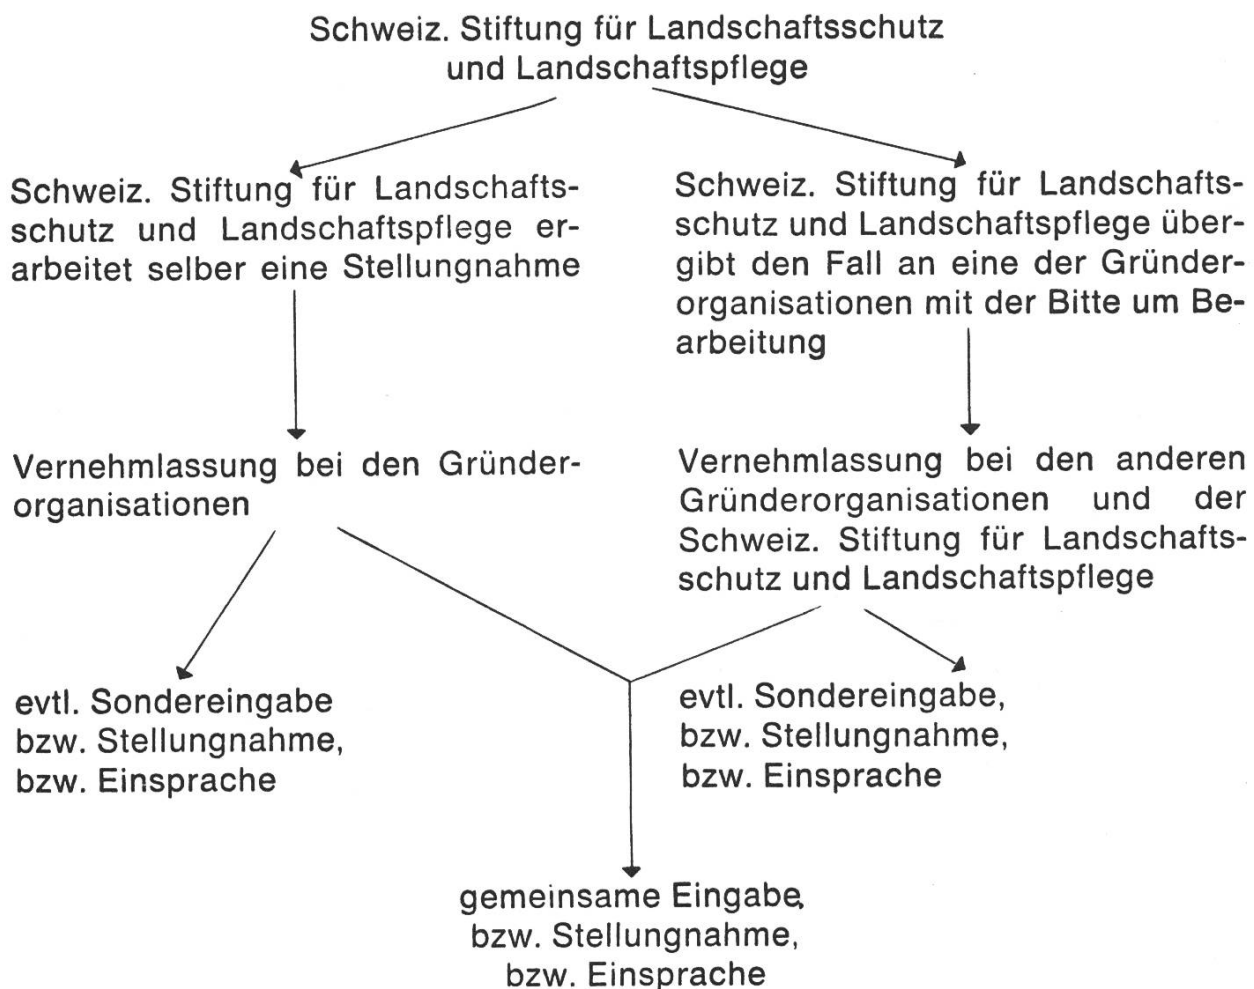 Schweiz. Stiftung für Landschaftsschutz
und Landschaftspflege
Schweiz. Stiftung für Landschafts-
schutz und Landschaftspflege er-
arbeitet selber eine Stellungnahme
Schweiz. Stiftung für Landschafts-
schutz und Landschaftspflege über-
gibt den Fall an eine der Gründer-
organisationen mit der Bitte um Be-
arbeitung
Vernehmlassung bei den Gründer-
organisationen
Vernehmlassung bei den anderen
Gründerorganisationen und der
Schweiz. Stiftung für Landschafts-
schutz und Landschaftspflege
evtl. Sondereingabe
bzw. Stellungnahme,
bzw. Einsprache
evtl. Sondereingabe,
bzw. Stellungnahme,
bzw. Einsprache
gemeinsame Eingabe,
bzw. Stellungnahme,
bzw. Einsprache